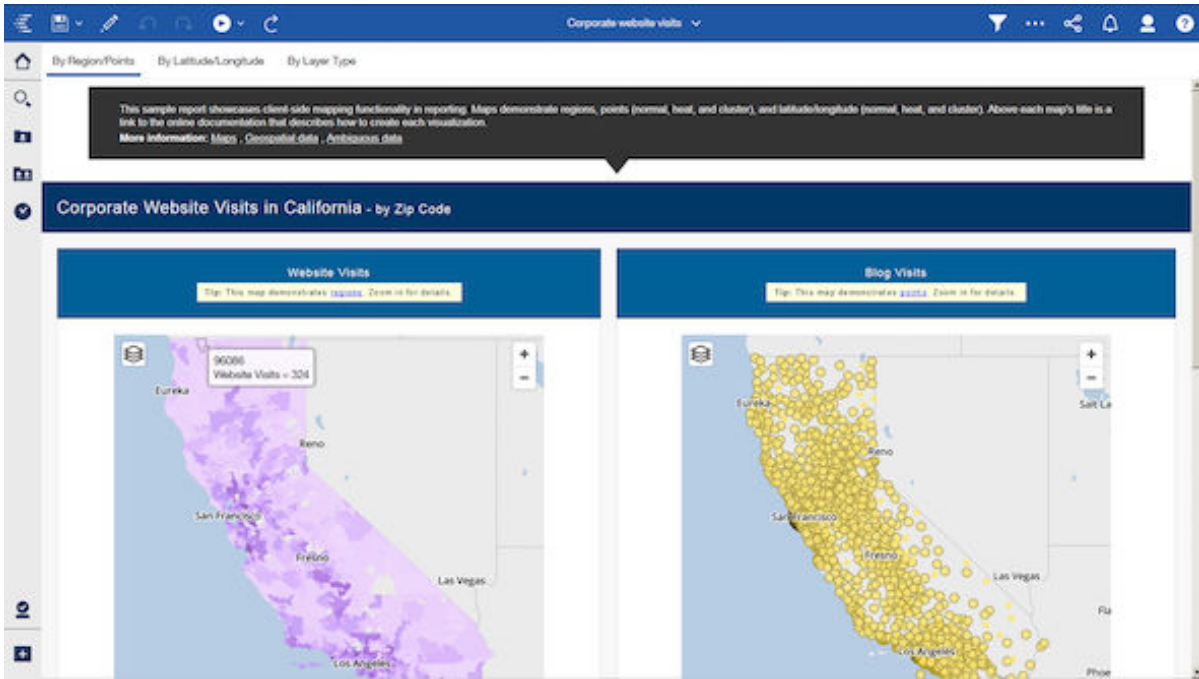 Corporate website visits
By Region/Points By Latitude/Longitude By Layer Type
This sample report showcases client-side mapping functionality in reporting. Maps demonstrate regions, points (normal, heat, and cluster), and latitude/longitude (normal, heat, and cluster). Above each map's title is a
link to the online documentation that describes how to create each visualization.
More information: Maps , Geospatial data , Ambiguous data
Corporate Website Visits in California - by Zip Code
Website Visits
Tip: This map demonstrates regions. Zoom in for details.
96086
Website Visits = 324
+
−
Eureka
Reno
San Francisco
Fresno
Las Vegas
Los Angeles
Blog Visits
Tip: This map demonstrates points. Zoom in for details.
+
−
Eureka
Salt La
Reno
San Francisco
Fresno
Las Vegas
Fla
Los Angeles
Phoe